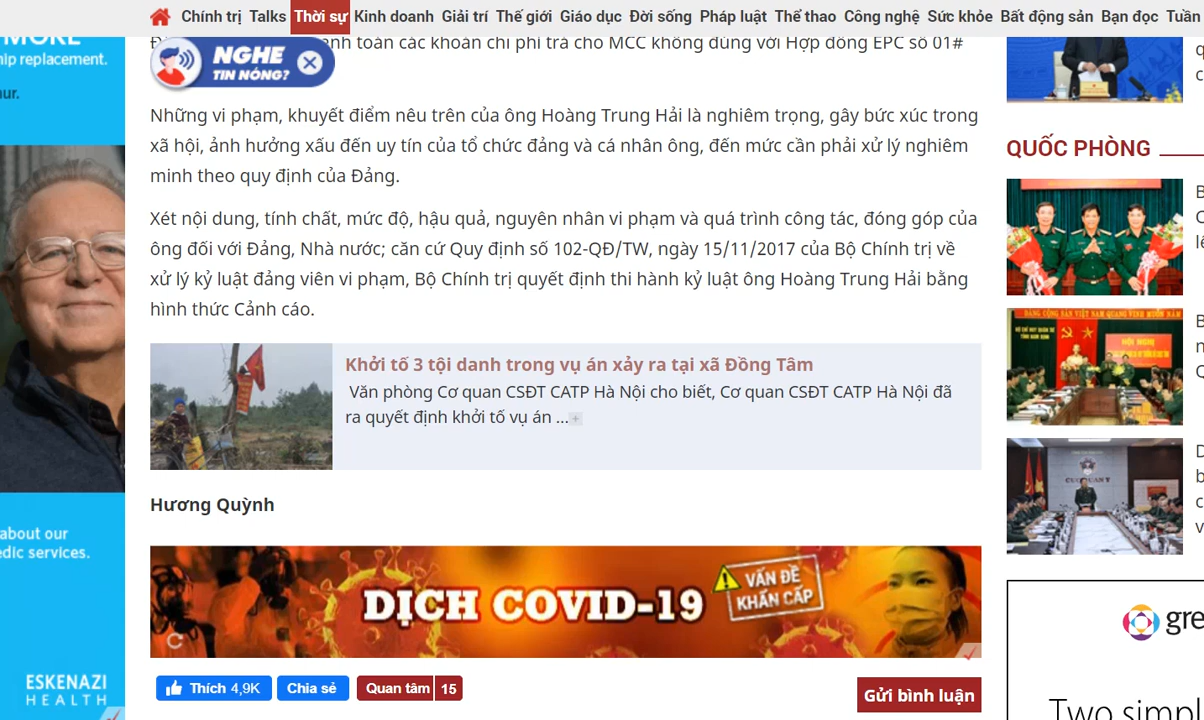 Chính trị Talks Thời sự Kinh doanh Giải trí Thế giới Giáo dục Đời sống Pháp luật Thể thao Công nghệ Sức khỏe Bất động sản Bạn đọc Tuần
MORE
hip replacement.
toán các khoản chi phí trả cho MCC không đúng với Hợp đồng EPC số 01#
NGHE
TIN NÓNG?
Những vi phạm, khuyết điểm nêu trên của ông Hoàng Trung Hải là nghiêm trọng, gây bức xúc trong
xã hội, ảnh hưởng xấu đến uy tín của tổ chức đảng và cá nhân ông, đến mức cần phải xử lý nghiêm
minh theo quy định của Đảng.
Xét nội dung, tính chất, mức độ, hậu quả, nguyên nhân vi phạm và quá trình công tác, đóng góp của
ông đối với Đảng, Nhà nước; căn cứ Quy định số 102-QĐ/TW, ngày 15/11/2017 của Bộ Chính trị về
xử lý kỷ luật đảng viên vi phạm, Bộ Chính trị quyết định thi hành kỷ luật ông Hoàng Trung Hải bằng
hình thức Cảnh cáo.
Khởi tố 3 tội danh trong vụ án xảy ra tại xã Đồng Tâm
Văn phòng Cơ quan CSĐT CATP Hà Nội cho biết, Cơ quan CSĐT CATP Hà Nội đã
ra quyết định khởi tố vụ án ...
Hương Quỳnh
DỊCH COVID-19
VẤN ĐỀ
KHẨN CẤP
Thích 4,9K
Chia sẻ
Quan tâm 15
Gửi bình luận
about our
edic services.
ESKENAZI
HEALTH
QUỐC PHÒNG
HỘI NGHỊ
gre
Two simpl